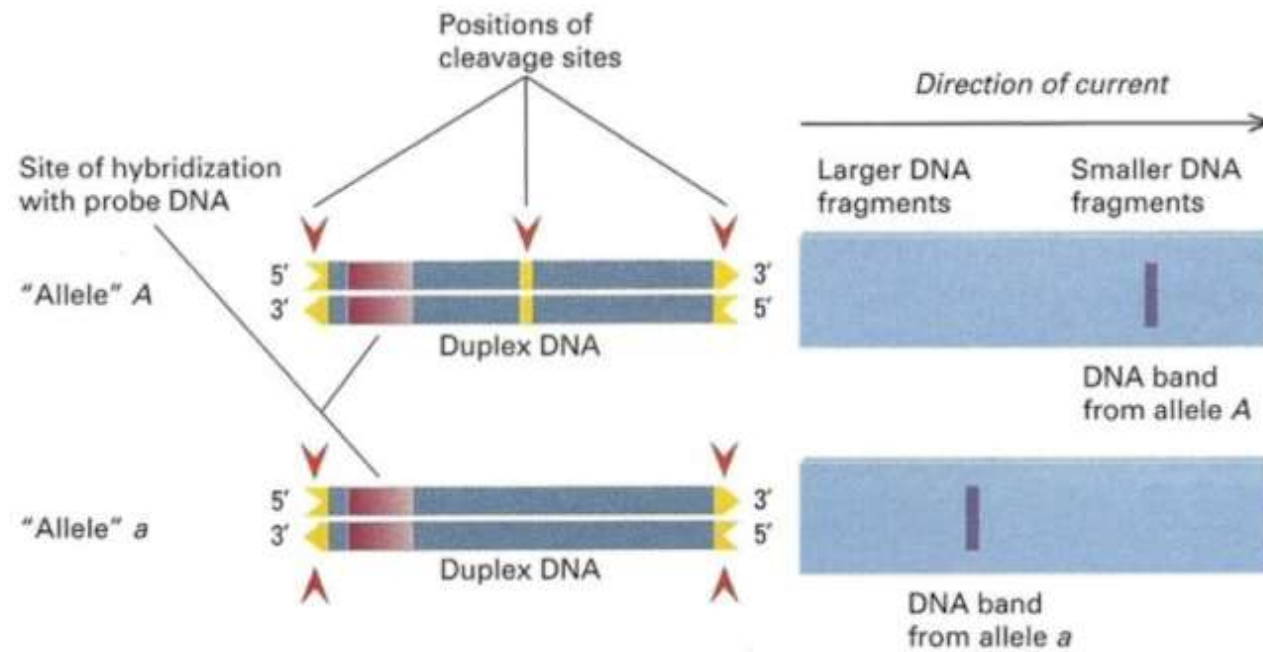 Positions of
cleavage sites
Direction of current
Site of hybridization
with probe DNA
Larger DNA
fragments
Smaller DNA
fragments
"Allele" A
5′
3′
3′
5′
Duplex DNA
DNA band
from allele A
"Allele" a
5′
3′
3′
5′
Duplex DNA
DNA band
from allele a